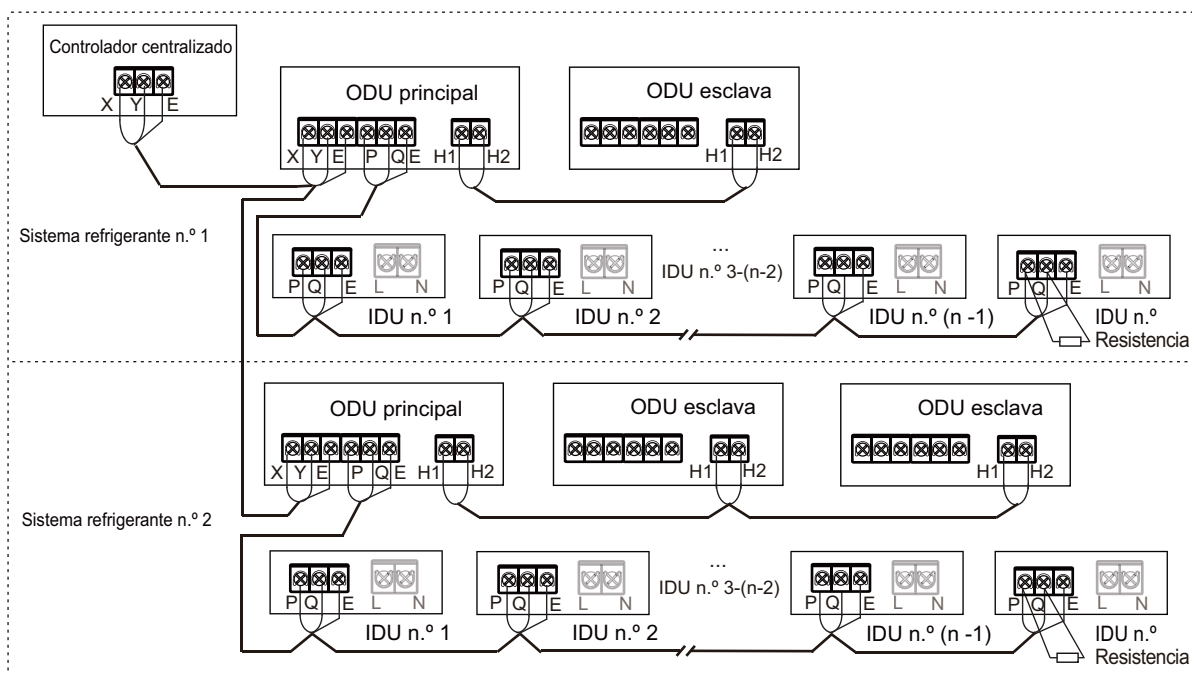 Controlador centralizado
X Y E
ODU principal
X Y E P Q E H1 H2
ODU esclava
H1 H2
Sistema refrigerante n.º 1
P Q E L N
IDU n.º 1
P Q E L N
IDU n.º 2
...
IDU n.º 3-(n-2)
P Q E L N
IDU n.º (n -1)
P Q E L N
IDU n.º
Resistencia
ODU principal
X Y E P Q E H1 H2
ODU esclava
H1 H2
ODU esclava
H1 H2
Sistema refrigerante n.º 2
P Q E L N
IDU n.º 1
P Q E L N
IDU n.º 2
...
IDU n.º 3-(n-2)
P Q E L N
IDU n.º (n -1)
P Q E L N
IDU n.º
Resistencia